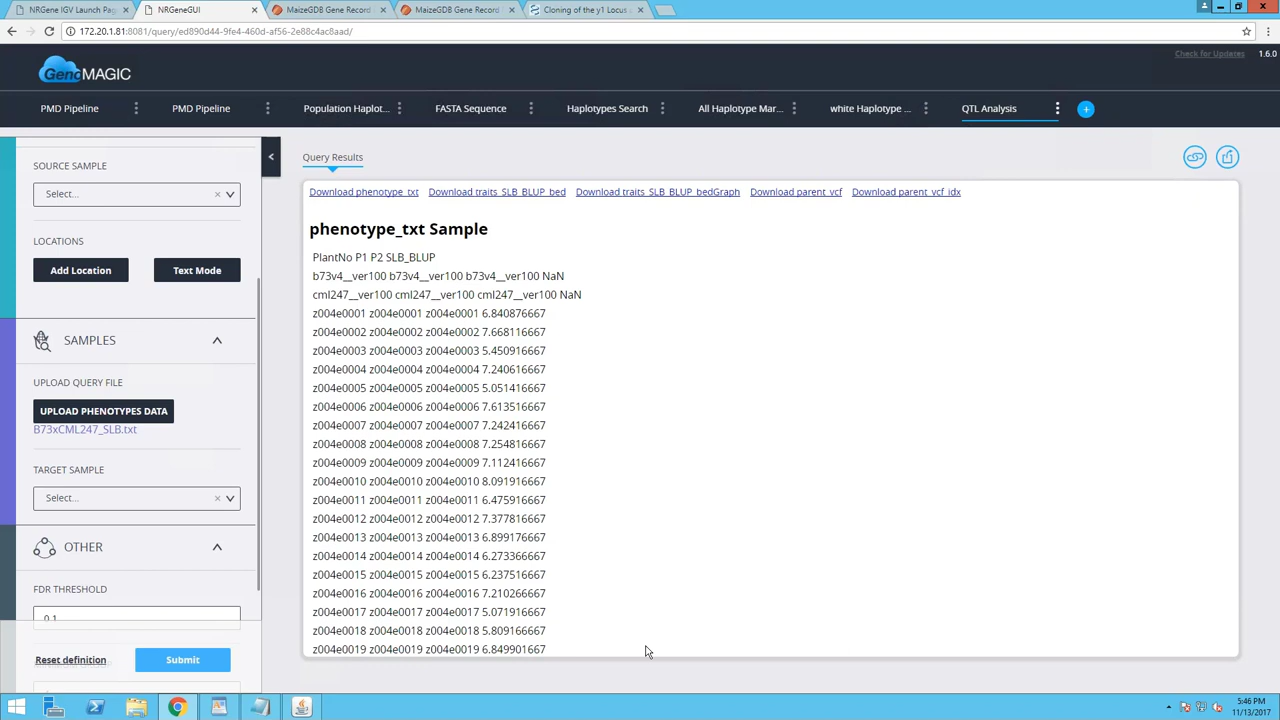 NRGene IGV Launch Page
NRGeneGUI
MaizeGDB Gene Record
MaizeGDB Gene Record
Cloning of the y1 Locus
172.20.1.81:8081/query/ed890d44-9fe4-460d-af56-2e88c4ac8aad/
Check for Updates 1.6.0
GenoMAGIC
PMD Pipeline
PMD Pipeline
Population Haplot...
FASTA Sequence
Haplotypes Search
All Haplotype Mar...
white Haplotype ...
QTL Analysis
SOURCE SAMPLE
Select...
LOCATIONS
Add Location
Text Mode
SAMPLES
UPLOAD QUERY FILE
UPLOAD PHENOTYPES DATA
B73xCML247_SLB.txt
TARGET SAMPLE
Select...
OTHER
FDR THRESHOLD
0.1
Reset definition
Submit
Query Results
Download phenotype_txt Download traits_SLB_BLUP_bed Download traits_SLB_BLUP_bedGraph Download parent_vcf Download parent_vcf_idx
phenotype_txt Sample
PlantNo P1 P2 SLB_BLUP
b73v4__ver100 b73v4__ver100 b73v4__ver100 NaN
cml247__ver100 cml247__ver100 cml247__ver100 NaN
z004e0001 z004e0001 z004e0001 6.840876667
z004e0002 z004e0002 z004e0002 7.668116667
z004e0003 z004e0003 z004e0003 5.450916667
z004e0004 z004e0004 z004e0004 7.240616667
z004e0005 z004e0005 z004e0005 5.051416667
z004e0006 z004e0006 z004e0006 7.613516667
z004e0007 z004e0007 z004e0007 7.242416667
z004e0008 z004e0008 z004e0008 7.254816667
z004e0009 z004e0009 z004e0009 7.112416667
z004e0010 z004e0010 z004e0010 8.091916667
z004e0011 z004e0011 z004e0011 6.475916667
z004e0012 z004e0012 z004e0012 7.377816667
z004e0013 z004e0013 z004e0013 6.899176667
z004e0014 z004e0014 z004e0014 6.273366667
z004e0015 z004e0015 z004e0015 6.237516667
z004e0016 z004e0016 z004e0016 7.210266667
z004e0017 z004e0017 z004e0017 5.071916667
z004e0018 z004e0018 z004e0018 5.809166667
z004e0019 z004e0019 z004e0019 6.849901667
5:46 PM
11/13/2017